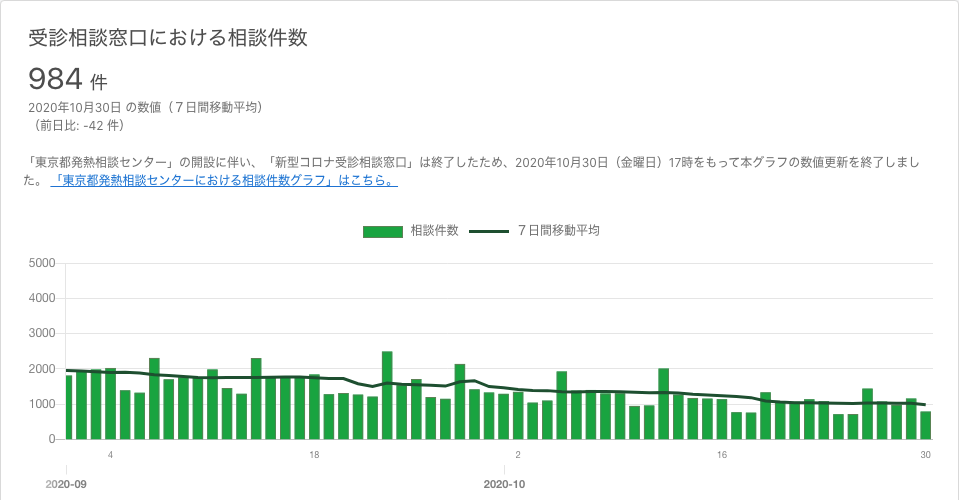 受診相談窓口における相談件数
984 件
2020年10月30日 の数値（７日間移動平均）
（前日比: -42 件）
「東京都発熱相談センター」の開設に伴い、「新型コロナ受診相談窓口」は終了したため、2020年10月30日（金曜日）17時をもって本グラフの数値更新を終了しまし
た。 「東京都発熱相談センターにおける相談件数グラフ」はこちら。
相談件数 ７日間移動平均
5000
4000
3000
2000
1000
0
4 18 2 16 30
2020-09 2020-10